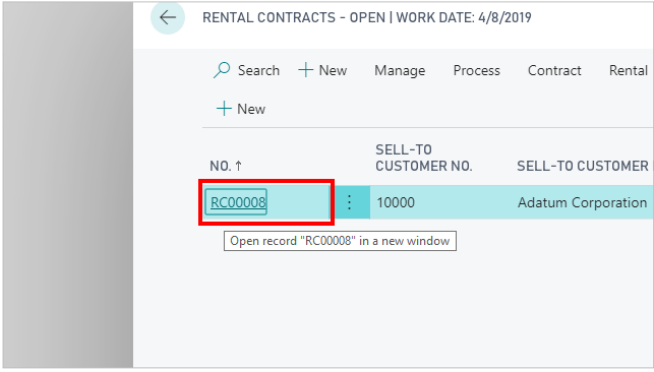 RENTAL CONTRACTS - OPEN | WORK DATE: 4/8/2019
Search + New Manage Process Contract Rental
+ New
NO. ↑ SELL-TO CUSTOMER NO. SELL-TO CUSTOMER
RC00008 10000 Adatum Corporation
Open record "RC00008" in a new window